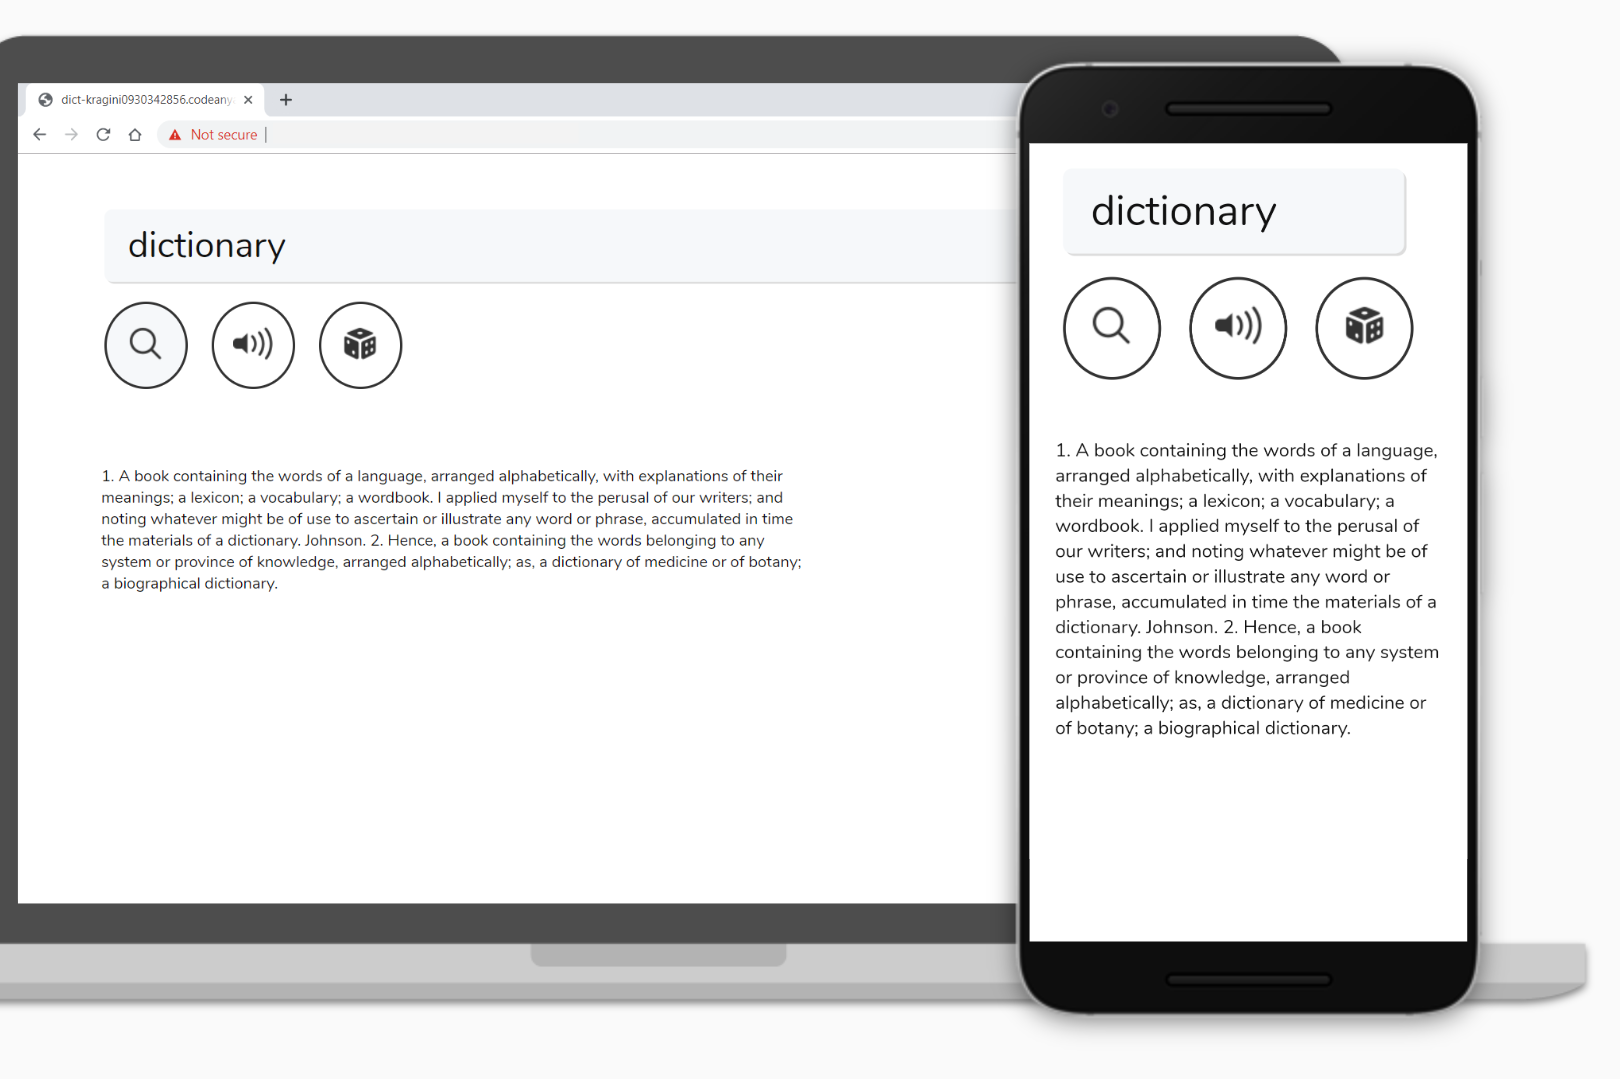 dict-kragini0930342856.codeany
Not secure
dictionary
1. A book containing the words of a language, arranged alphabetically, with explanations of their
meanings; a lexicon; a vocabulary; a wordbook. I applied myself to the perusal of our writers; and
noting whatever might be of use to ascertain or illustrate any word or phrase, accumulated in time
the materials of a dictionary. Johnson. 2. Hence, a book containing the words belonging to any
system or province of knowledge, arranged alphabetically; as, a dictionary of medicine or of botany;
a biographical dictionary.
dictionary
1. A book containing the words of a language,
arranged alphabetically, with explanations of
their meanings; a lexicon; a vocabulary; a
wordbook. I applied myself to the perusal of
our writers; and noting whatever might be of
use to ascertain or illustrate any word or
phrase, accumulated in time the materials of a
dictionary. Johnson. 2. Hence, a book
containing the words belonging to any system
or province of knowledge, arranged
alphabetically; as, a dictionary of medicine or
of botany; a biographical dictionary.